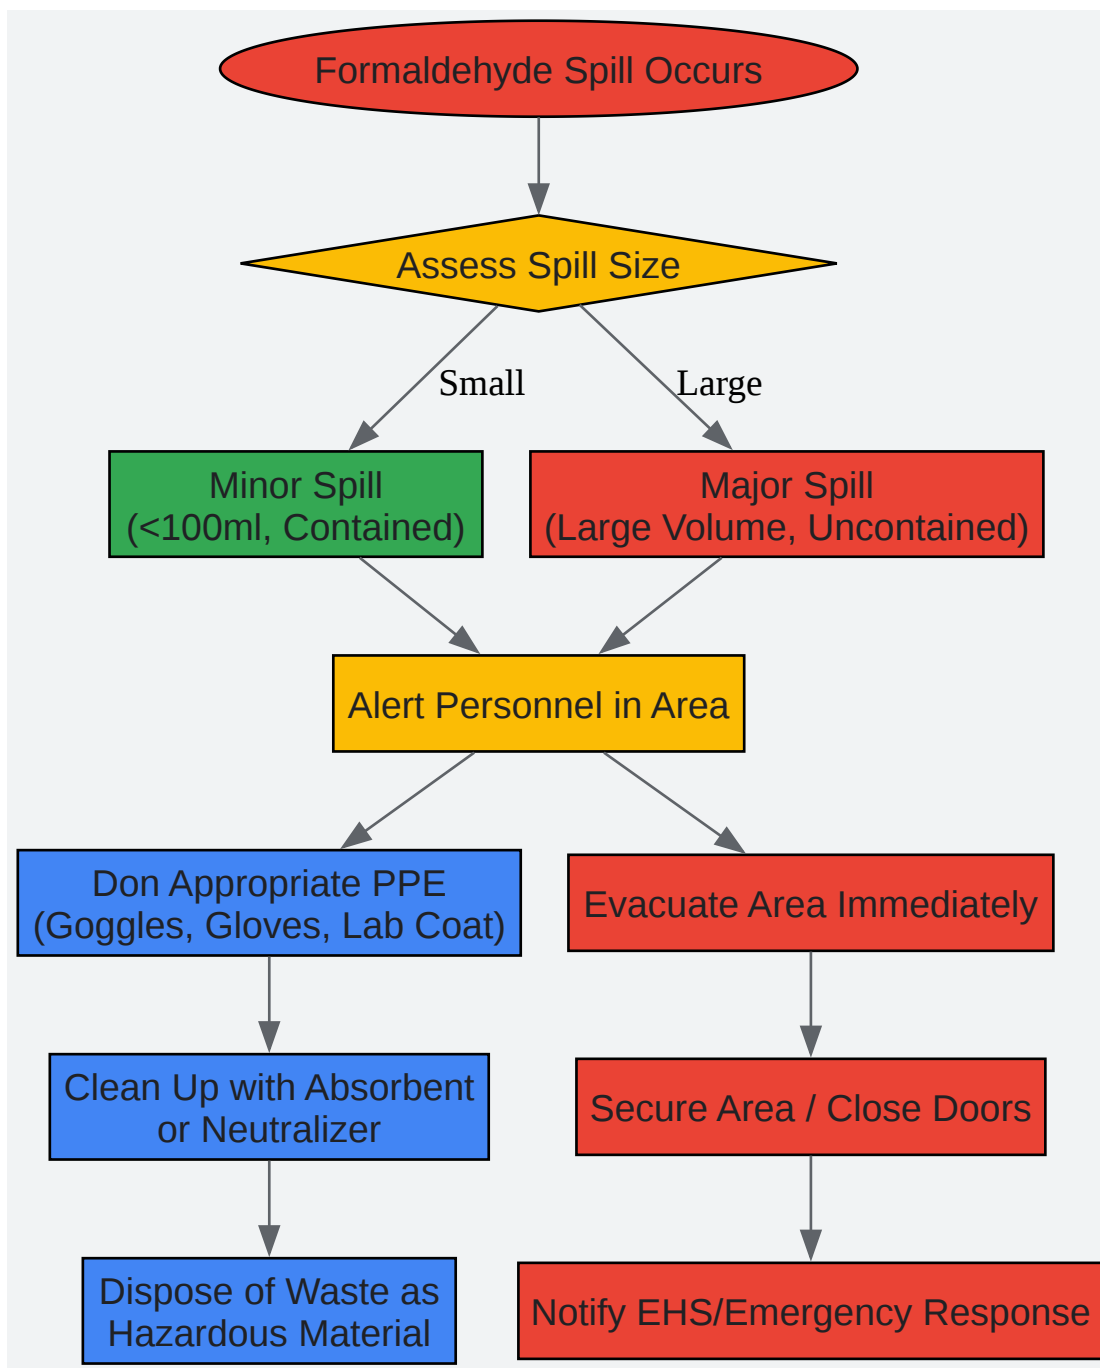 Formaldehyde Spill Occurs
Assess Spill Size
Small
Large
Minor Spill
(<100ml, Contained)
Major Spill
(Large Volume, Uncontained)
Alert Personnel in Area
Don Appropriate PPE
(Goggles, Gloves, Lab Coat)
Evacuate Area Immediately
Clean Up with Absorbent
or Neutralizer
Secure Area / Close Doors
Dispose of Waste as
Hazardous Material
Notify EHS/Emergency Response